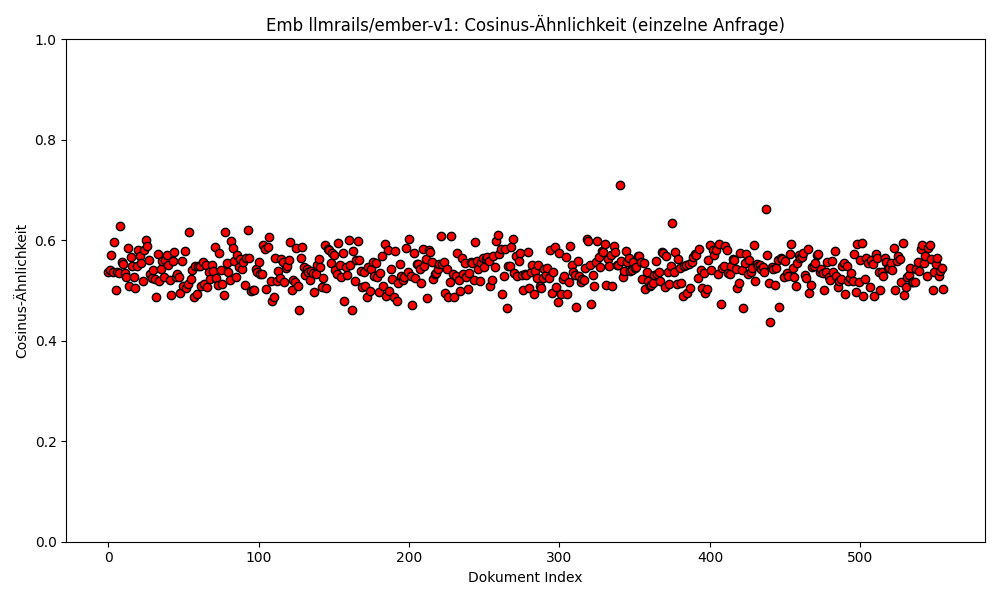 Emb llmrails/ember-v1: Cosinus-Ähnlichkeit (einzelne Anfrage)
Cosinus-Ähnlichkeit
1.0
0.8
0.6
0.4
0.2
0.0
0 100 200 300 400 500
Dokument Index